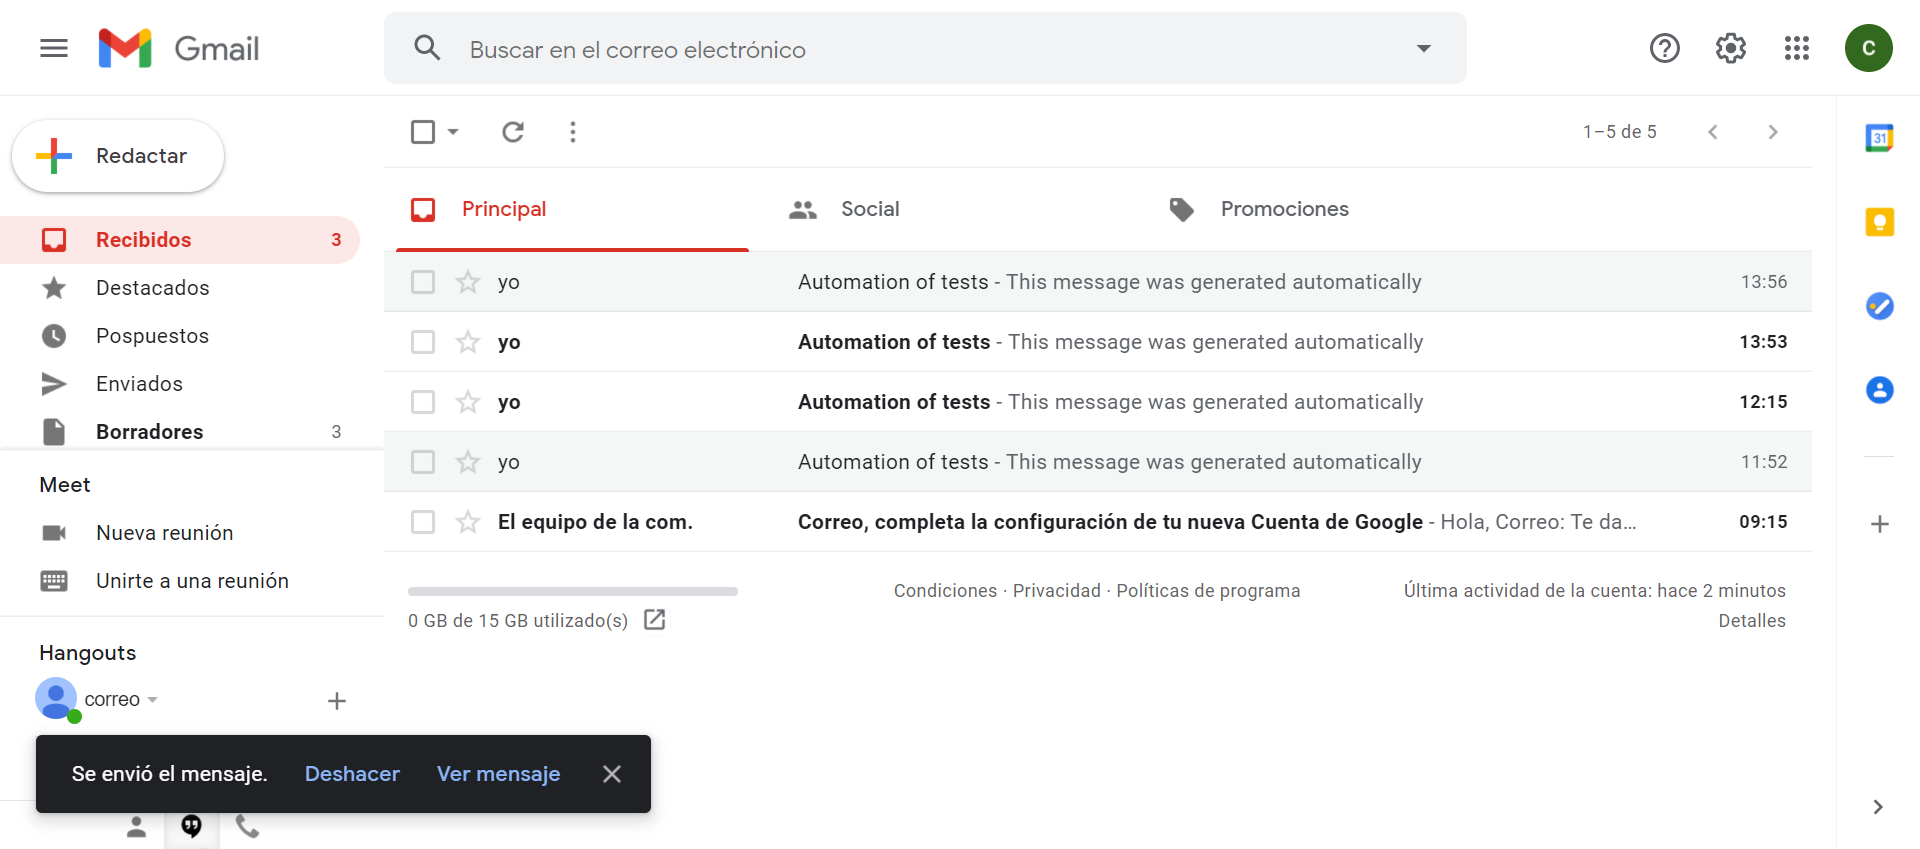 Gmail
Buscar en el correo electrónico
C
Redactar
1–5 de 5
31
Principal
Social
Promociones
Recibidos 3
Destacados
Pospuestos
Enviados
Borradores 3
yo Automation of tests - This message was generated automatically 13:56
yo Automation of tests - This message was generated automatically 13:53
yo Automation of tests - This message was generated automatically 12:15
yo Automation of tests - This message was generated automatically 11:52
El equipo de la com. Correo, completa la configuración de tu nueva Cuenta de Google - Hola, Correo: Te da… 09:15
Meet
Nueva reunión
Unirte a una reunión
0 GB de 15 GB utilizado(s)
Condiciones · Privacidad · Políticas de programa
Última actividad de la cuenta: hace 2 minutos
Detalles
Hangouts
correo
Se envió el mensaje. Deshacer Ver mensaje